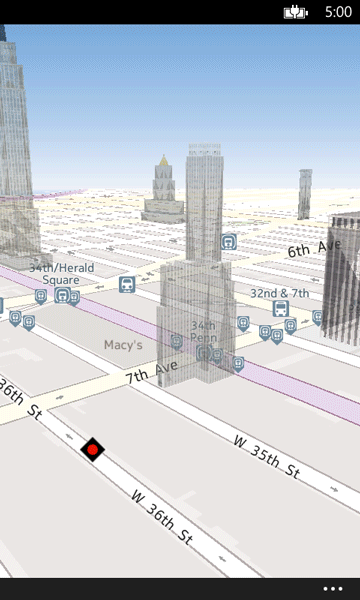 5:00
6th Ave
34th/Herald
Square
32nd & 7th
34th
Penn
Macy's
7th Ave
36th St
W 35th St
W 36th St